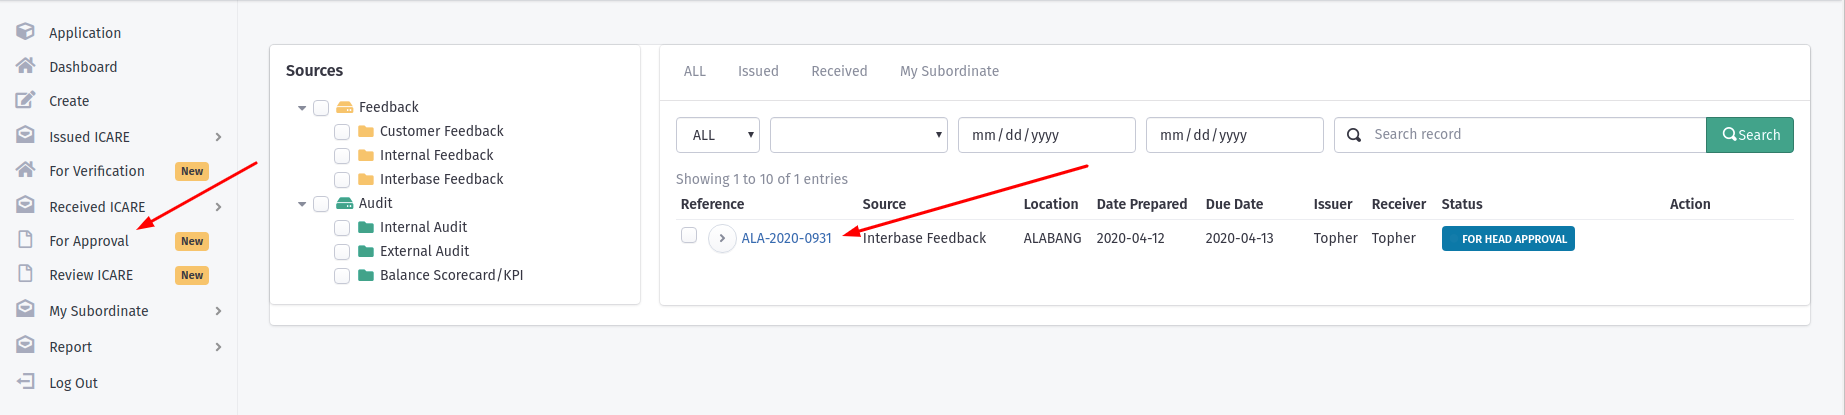 Application
Dashboard
Create
Issued ICARE
For Verification New
Received ICARE
For Approval New
Review ICARE New
My Subordinate
Report
Log Out
Sources
Feedback
Customer Feedback
Internal Feedback
Interbase Feedback
Audit
Internal Audit
External Audit
Balance Scorecard/KPI
ALL Issued Received My Subordinate
ALL mm/dd/yyyy mm/dd/yyyy Search record Search
Showing 1 to 10 of 1 entries
Reference Source Location Date Prepared Due Date Issuer Receiver Status Action
ALA-2020-0931 Interbase Feedback ALABANG 2020-04-12 2020-04-13 Topher Topher FOR HEAD APPROVAL